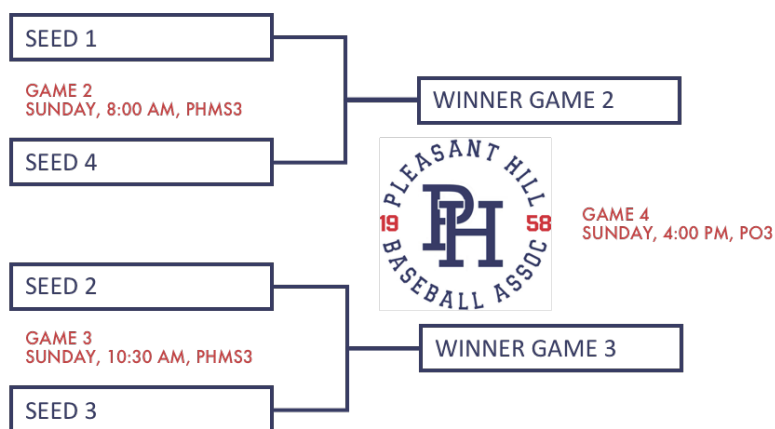 SEED 1
GAME 2
SUNDAY, 8:00 AM, PHMS3
WINNER GAME 2
SEED 4
PLEASANT HILL
19
PH
58
BASEBALL ASSOC
GAME 4
SUNDAY, 4:00 PM, PO3
SEED 2
GAME 3
SUNDAY, 10:30 AM, PHMS3
WINNER GAME 3
SEED 3